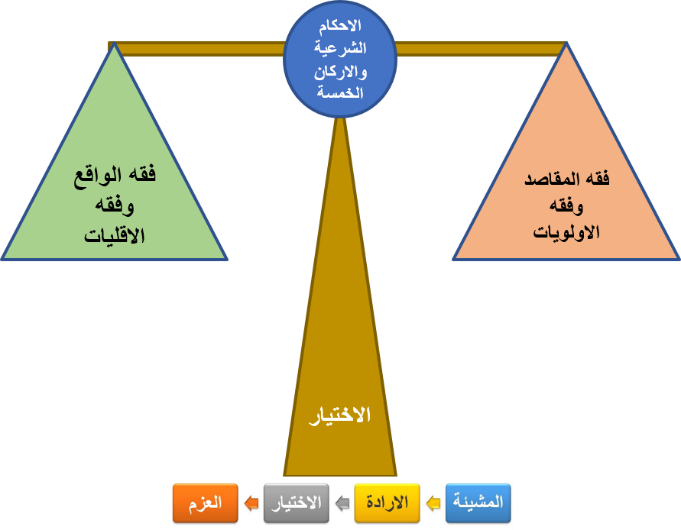 الاحكام
الشرعية
والاركان
الخمسة
فقه المقاصد
وفقه
الاولويات
فقه الواقع
وفقه
الاقليات
الاختيار
المشيئة
الارادة
الاختيار
العزم